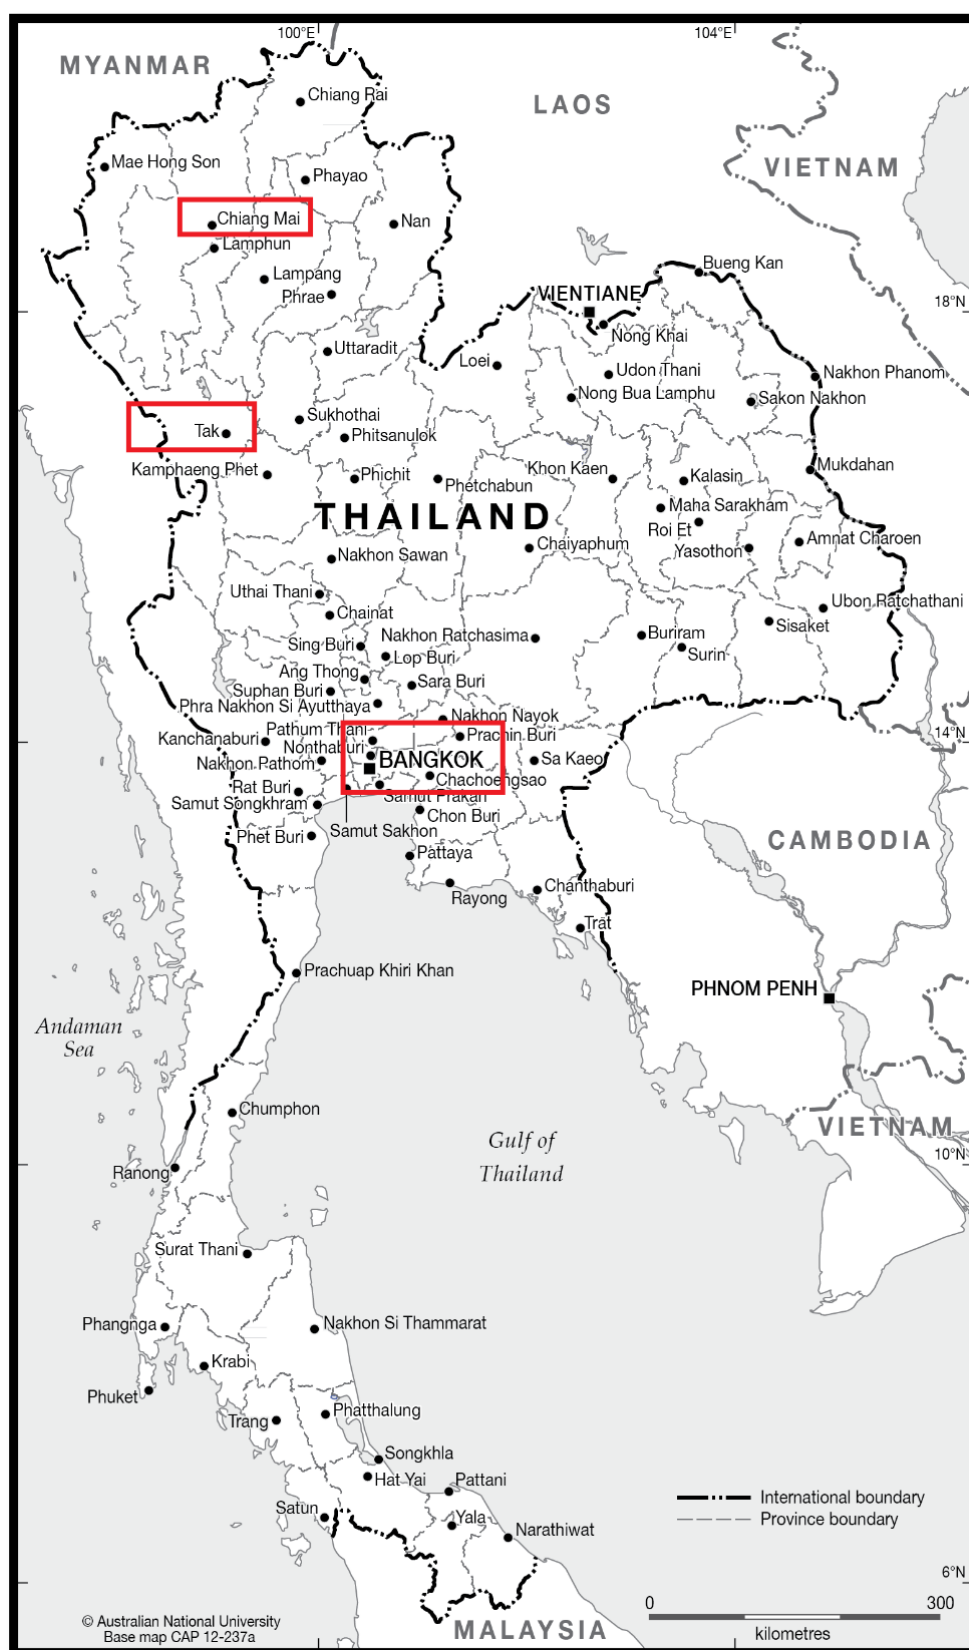 100°E
104°E
MYANMAR
Chiang Rai
LAOS
VIETNAM
Mae Hong Son
Phayao
Chiang Mai
Nan
Lamphun
Bueng Kan
Lampang
Phrae
VIENTIANE
18°N
Nong Khai
Uttaradit
Loei
Udon Thani
Nakhon Phanom
Nong Bua Lamphu
Sakon Nakhon
Sukhothai
Tak
Phitsanulok
Kamphaeng Phet
Phichit
Phetchabun
Khon Kaen
Kalasin
Mukdahan
THAILAND
Maha Sarakham
Roi Et
Yasothon
Amnat Charoen
Chaiyaphum
Nakhon Sawan
Uthai Thani
Chainat
Ubon Ratchathani
Sisaket
Nakhon Ratchasima
Buriram
Surin
Sing Buri
Lop Buri
Ang Thong
Sara Buri
Suphan Buri
Phra Nakhon Si Ayutthaya
Nakhon Nayok
Pathum Thani
Prachin Buri
Kanchanaburi
Nonthaburi
14°N
BANGKOK
Sa Kaeo
Nakhon Pathom
Chachoengsao
Rat Buri
Samut Prakan
Samut Songkhram
Chon Buri
Samut Sakhon
Phet Buri
CAMBODIA
Pattaya
Chanthaburi
Rayong
Trat
Prachuap Khiri Khan
PHNOM PENH
Andaman
Sea
Chumphon
VIETNAM
Gulf of
Thailand
10°N
Ranong
Surat Thani
Phangnga
Nakhon Si Thammarat
Krabi
Phuket
Phatthalung
Trang
Songkhla
Hat Yai
Pattani
Satun
Yala
Narathiwat
International boundary
Province boundary
6°N
0
300
kilometres
MALAYSIA
© Australian National University
Base map CAP 12-237a